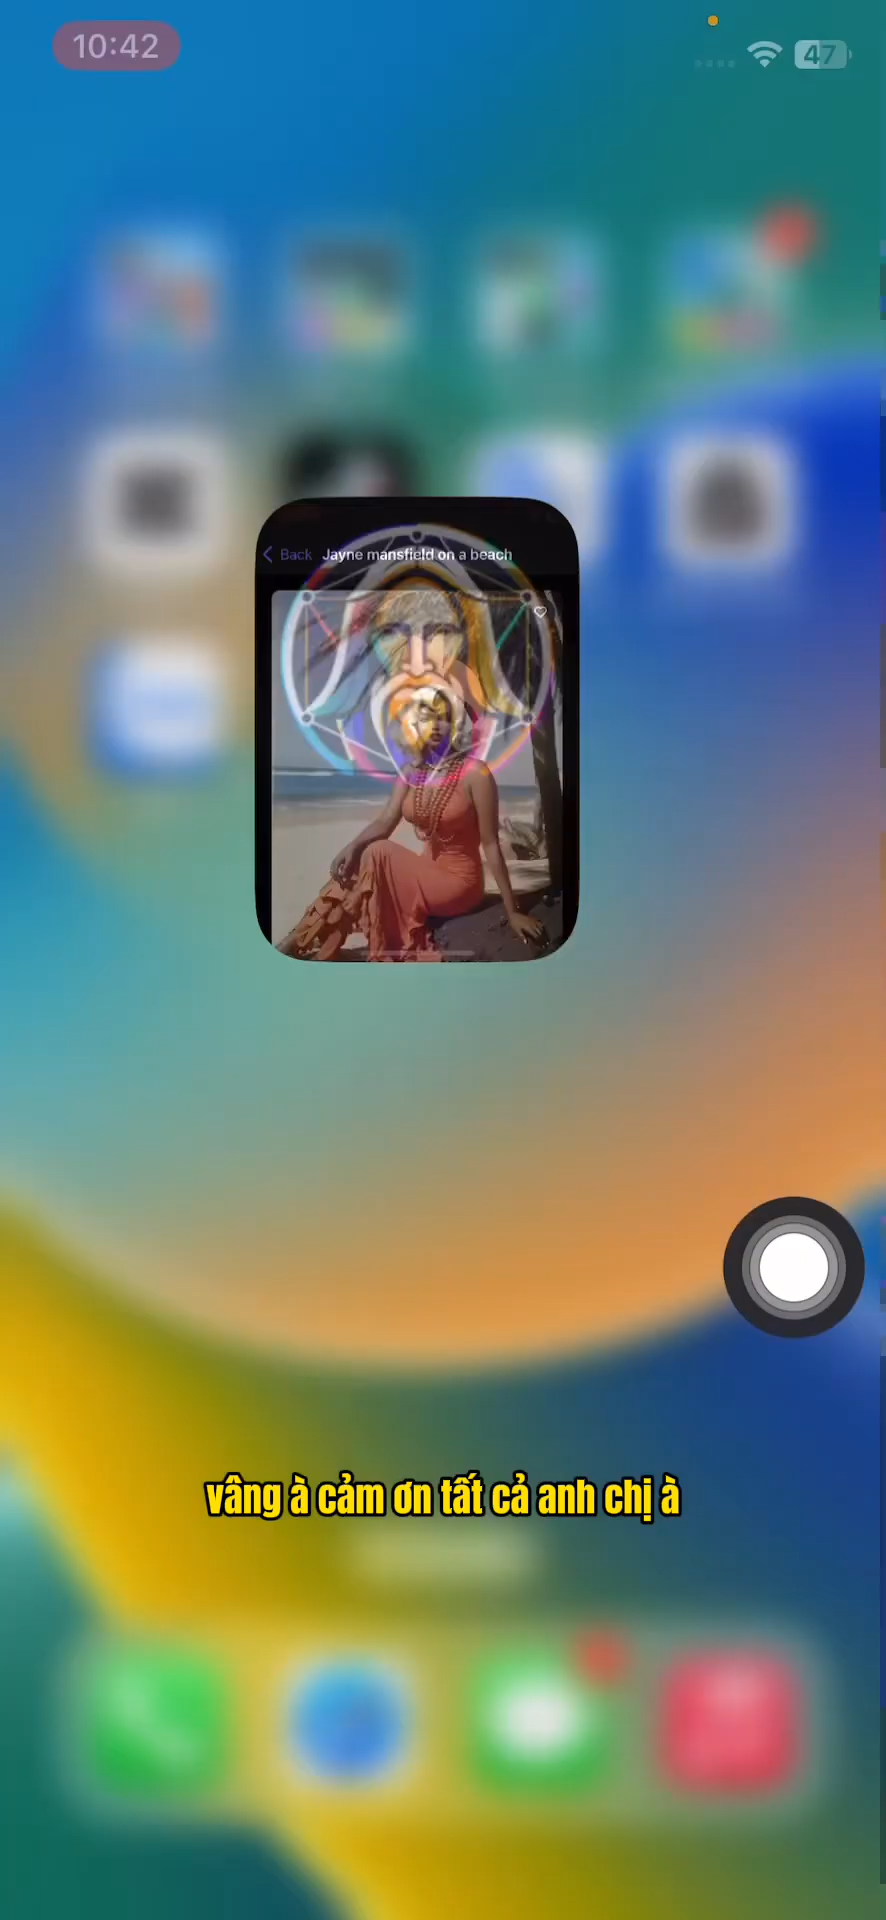 10:42
47
Back Jayne mansfield on a beach
vâng à cảm ơn tất cả anh chị à